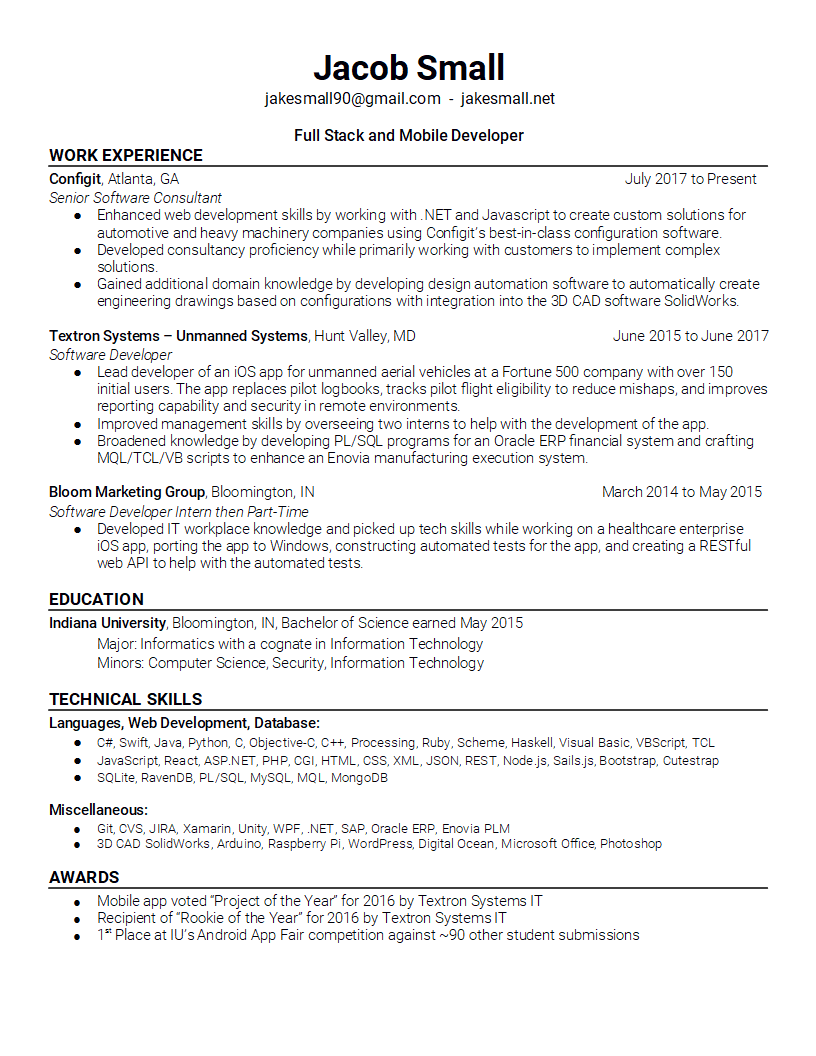 Jacob Small
jakesmall90@gmail.com - jakesmall.net
Full Stack and Mobile Developer
WORK EXPERIENCE
Configit, Atlanta, GA July 2017 to Present
Senior Software Consultant
● Enhanced web development skills by working with .NET and Javascript to create custom solutions for
automotive and heavy machinery companies using Configit's best-in-class configuration software.
● Developed consultancy proficiency while primarily working with customers to implement complex
solutions.
● Gained additional domain knowledge by developing design automation software to automatically create
engineering drawings based on configurations with integration into the 3D CAD software SolidWorks.
Textron Systems – Unmanned Systems, Hunt Valley, MD June 2015 to June 2017
Software Developer
● Lead developer of an iOS app for unmanned aerial vehicles at a Fortune 500 company with over 150
initial users. The app replaces pilot logbooks, tracks pilot flight eligibility to reduce mishaps, and improves
reporting capability and security in remote environments.
● Improved management skills by overseeing two interns to help with the development of the app.
● Broadened knowledge by developing PL/SQL programs for an Oracle ERP financial system and crafting
MQL/TCL/VB scripts to enhance an Enovia manufacturing execution system.
Bloom Marketing Group, Bloomington, IN March 2014 to May 2015
Software Developer Intern then Part-Time
● Developed IT workplace knowledge and picked up tech skills while working on a healthcare enterprise
iOS app, porting the app to Windows, constructing automated tests for the app, and creating a RESTful
web API to help with the automated tests.
EDUCATION
Indiana University, Bloomington, IN, Bachelor of Science earned May 2015
Major: Informatics with a cognate in Information Technology
Minors: Computer Science, Security, Information Technology
TECHNICAL SKILLS
Languages, Web Development, Database:
● C#, Swift, Java, Python, C, Objective-C, C++, Processing, Ruby, Scheme, Haskell, Visual Basic, VBScript, TCL
● JavaScript, React, ASP.NET, PHP, CGI, HTML, CSS, XML, JSON, REST, Node.js, Sails.js, Bootstrap, Cutestrap
● SQLite, RavenDB, PL/SQL, MySQL, MQL, MongoDB
Miscellaneous:
● Git, CVS, JIRA, Xamarin, Unity, WPF, .NET, SAP, Oracle ERP, Enovia PLM
● 3D CAD SolidWorks, Arduino, Raspberry Pi, WordPress, Digital Ocean, Microsoft Office, Photoshop
AWARDS
● Mobile app voted “Project of the Year” for 2016 by Textron Systems IT
● Recipient of “Rookie of the Year” for 2016 by Textron Systems IT
● 1st Place at IU's Android App Fair competition against ~90 other student submissions